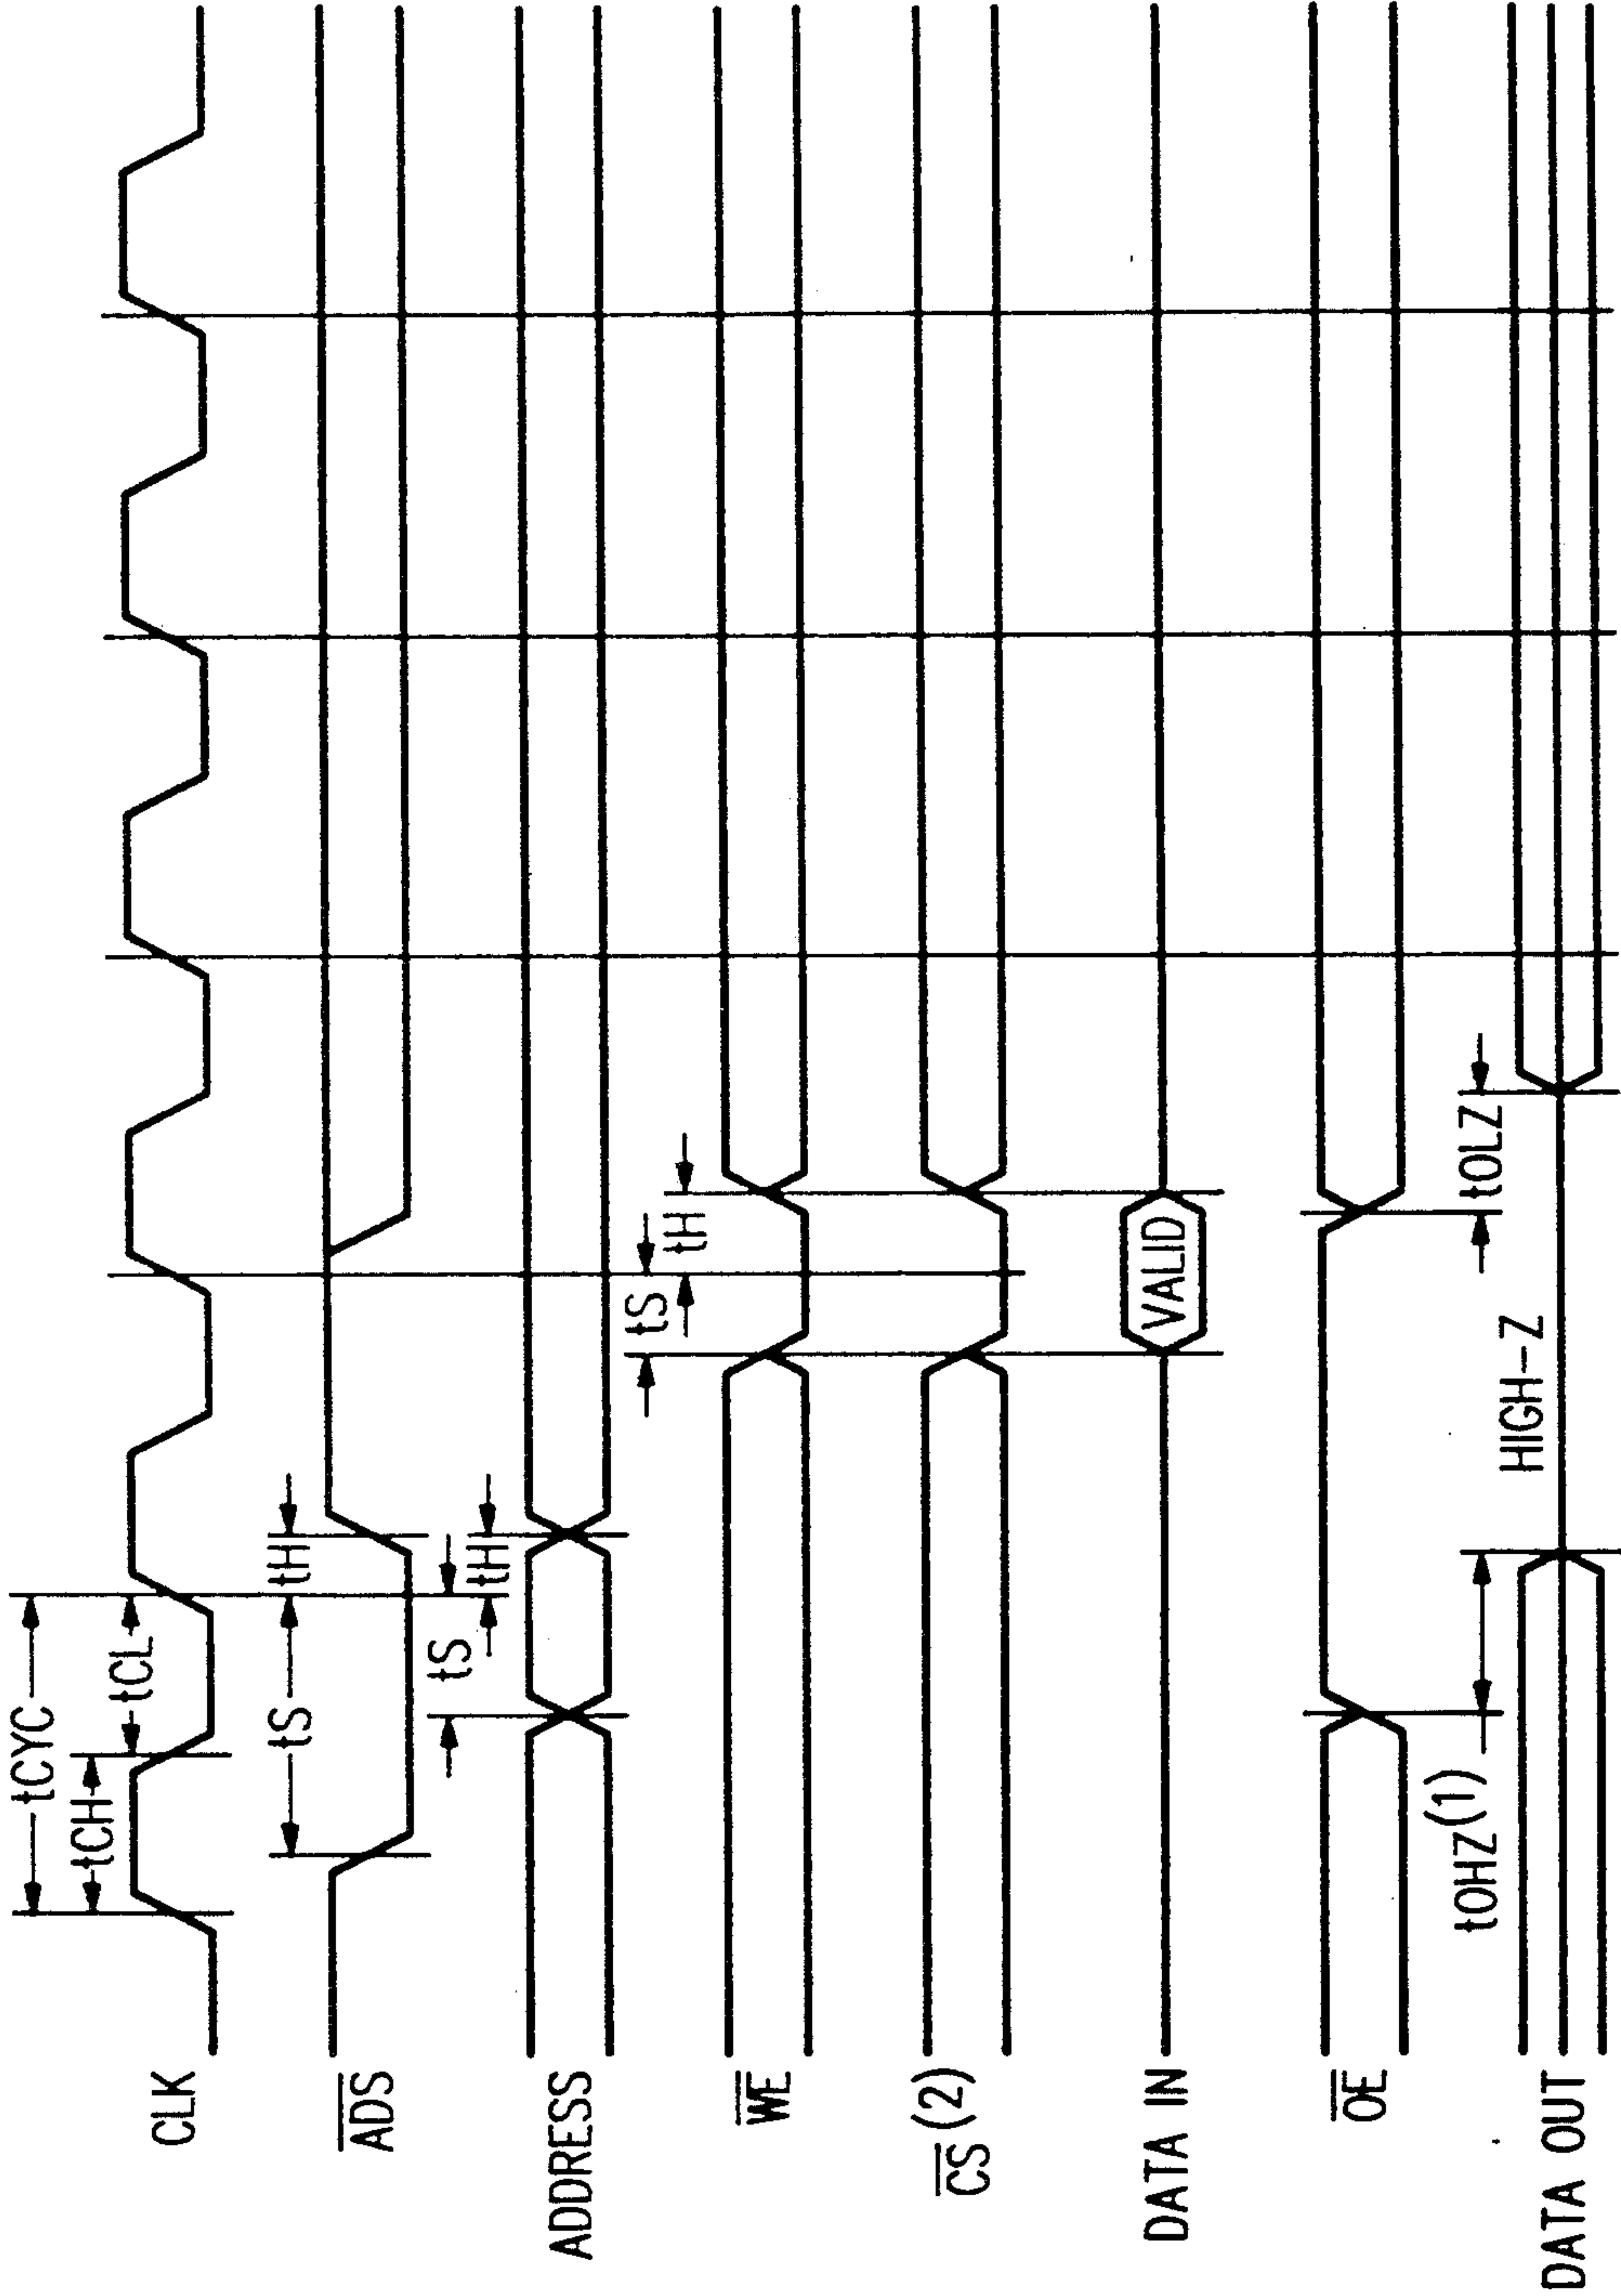 tCYC
tCH
tCL
CLK
tS
tH
ADS
tS
tH
ADDRESS
tS
tH
WE
CS(2)
VALID
DATA IN
OE
tOHZ(1)
tOLZ
HIGH-Z
DATA OUT